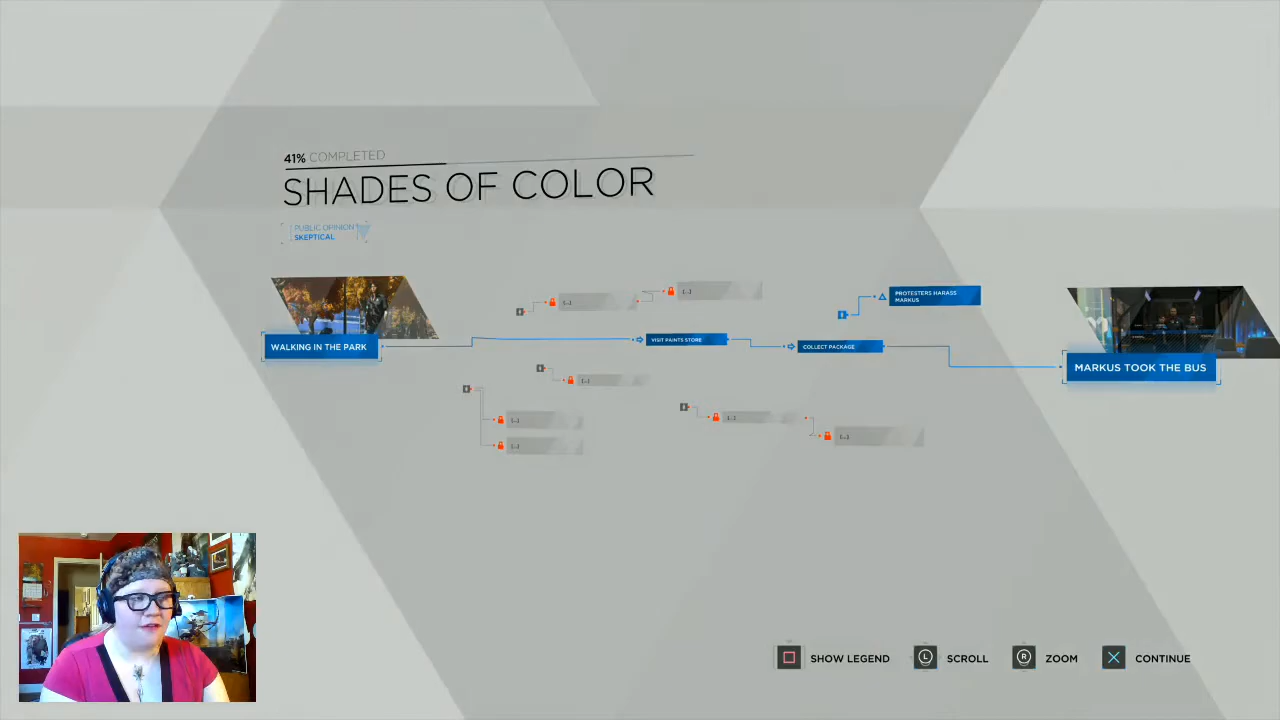 41% COMPLETED
SHADES OF COLOR
PUBLIC OPINION
SKEPTICAL
[...]
[...]
PROTESTERS HARASS
MARKUS
WALKING IN THE PARK
VISIT PAINTS STORE
COLLECT PACKAGE
MARKUS TOOK THE BUS
[...]
[...]
[...]
[...]
[...]
SHOW LEGEND
L
SCROLL
R
ZOOM
CONTINUE